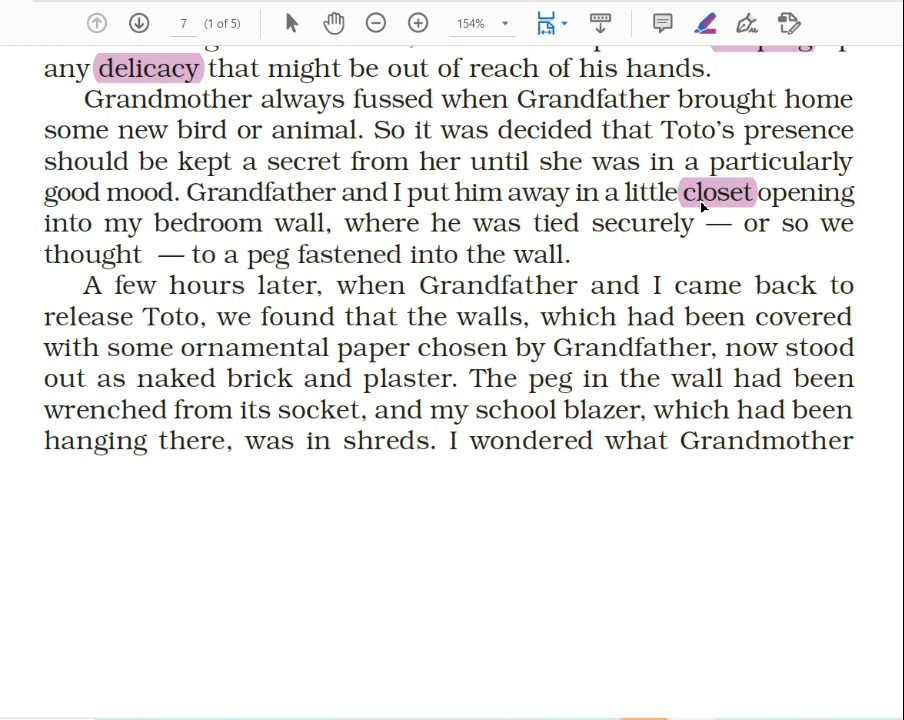 7 (1 of 5) 154%
any delicacy that might be out of reach of his hands.
Grandmother always fussed when Grandfather brought home
some new bird or animal. So it was decided that Toto’s presence
should be kept a secret from her until she was in a particularly
good mood. Grandfather and I put him away in a little closet opening
into my bedroom wall, where he was tied securely — or so we
thought — to a peg fastened into the wall.
A few hours later, when Grandfather and I came back to
release Toto, we found that the walls, which had been covered
with some ornamental paper chosen by Grandfather, now stood
out as naked brick and plaster. The peg in the wall had been
wrenched from its socket, and my school blazer, which had been
hanging there, was in shreds. I wondered what Grandmother